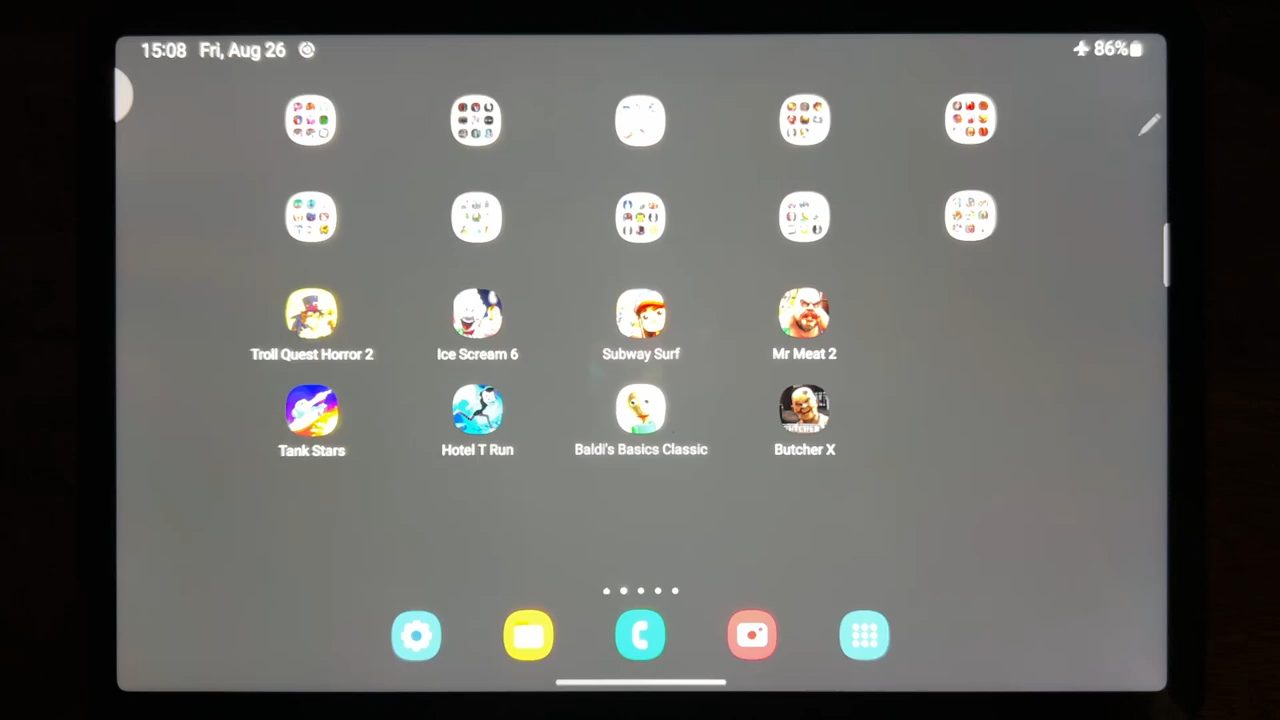 15:08 Fri, Aug 26 86%
Troll Quest Horror 2 Ice Scream 6 Subway Surf Mr Meat 2
Tank Stars Hotel T Run Baldi's Basics Classic Butcher X